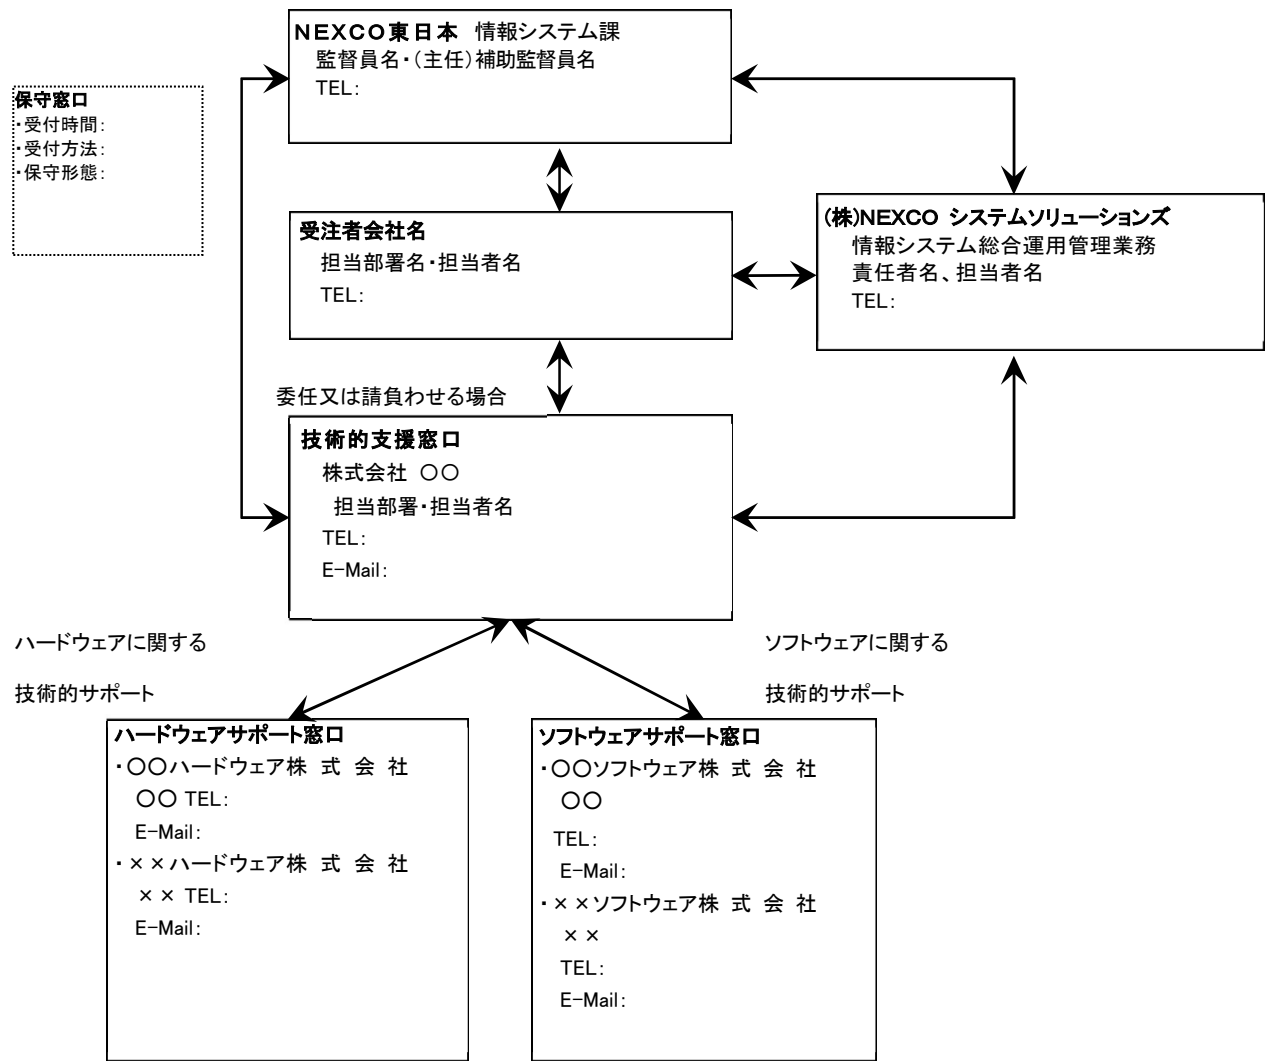 NEXCO東日本 情報システム課
監督員名・(主任)補助監督員名
TEL:
保守窓口
・受付時間:
・受付方法:
・保守形態:
受注者会社名
担当部署名・担当者名
TEL:
(株)NEXCO システムソリューションズ
情報システム総合運用管理業務
責任者名、担当者名
TEL:
委任又は請負わせる場合
技術的支援窓口
株式会社 〇〇
担当部署・担当者名
TEL:
E-Mail:
ハードウェアに関する
技術的サポート
ソフトウェアに関する
技術的サポート
ハードウェアサポート窓口
・〇〇ハードウェア株 式 会 社
〇〇 TEL:
E-Mail:
・××ハードウェア株 式 会 社
×× TEL:
E-Mail:
ソフトウェアサポート窓口
・〇〇ソフトウェア株 式 会 社
〇〇
TEL:
E-Mail:
・××ソフトウェア株 式 会 社
××
TEL:
E-Mail: